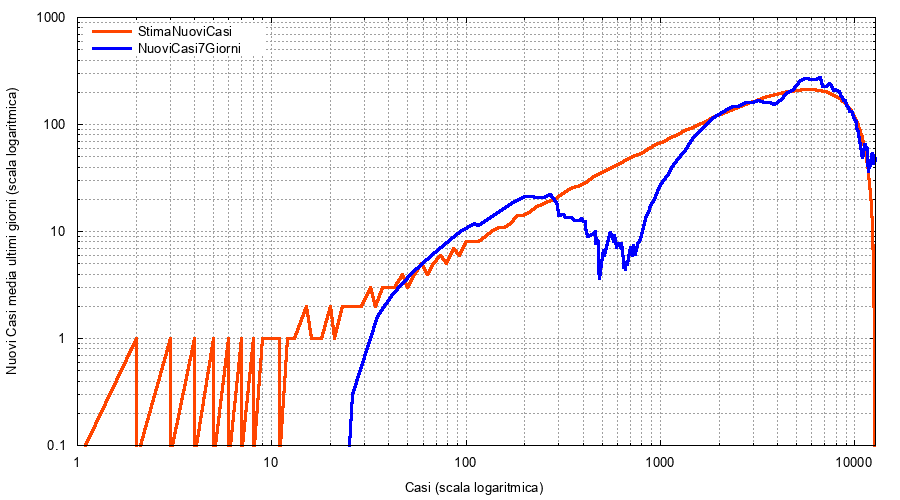 1000
StimaNuoviCasi
NuoviCasi7Giorni
100
10
1
0.1
Nuovi Casi media ultimi giorni (scala logaritmica)
1 10 100 1000 10000
Casi (scala logaritmica)